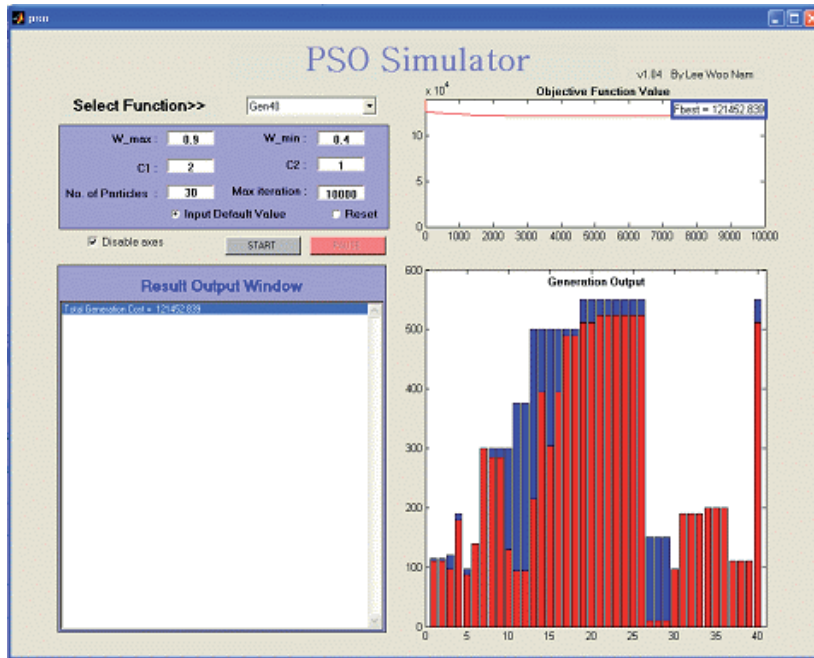 pso
PSO Simulator
v1.04 By Lee Woo Nam
Select Function>> Gen40
W_max : 0.9 W_min : 0.4
C1 : 2 C2 : 1
No. of Particles : 30 Max iteration : 10000
Input Default Value Reset
Disable axes START
Result Output Window
Total Generation Cost = 121452.839
x 10^4
Objective Function Value
Fbest = 121452.839
10
5
0
0 1000 2000 3000 4000 5000 6000 7000 8000 9000 10000
Generation Output
600
500
400
300
200
100
0
0 5 10 15 20 25 30 35 40